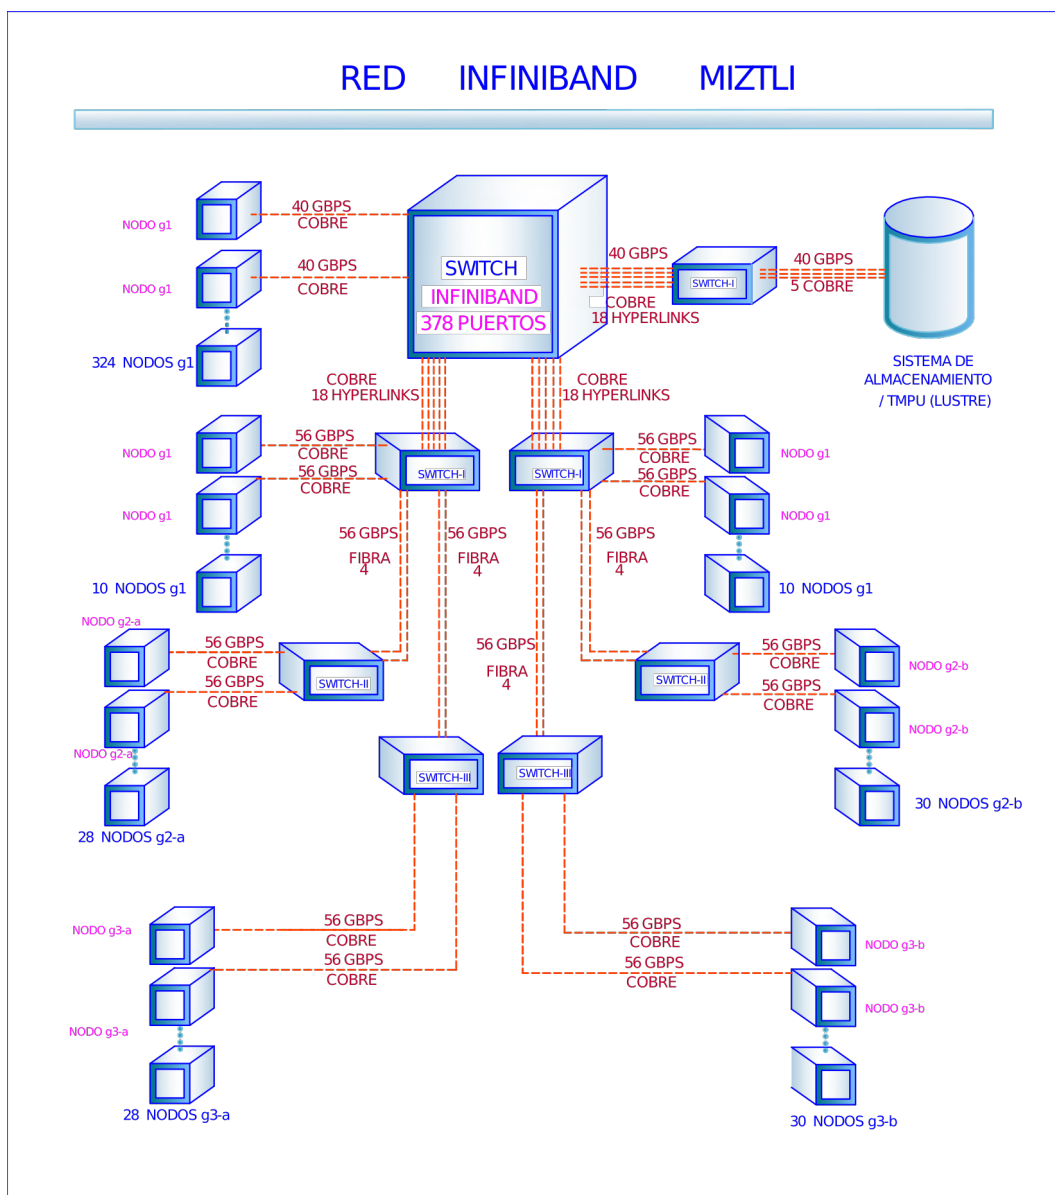 RED INFINIBAND MIZTLI
NODO g1
40 GBPS
COBRE
NODO g1
40 GBPS
COBRE
324 NODOS g1
SWITCH
INFINIBAND
378 PUERTOS
40 GBPS
COBRE
18 HYPERLINKS
SWITCH-I
40 GBPS
5 COBRE
SISTEMA DE
ALMACENAMIENTO
/ TMPU (LUSTRE)
COBRE
18 HYPERLINKS
COBRE
18 HYPERLINKS
NODO g1
56 GBPS
COBRE
NODO g1
56 GBPS
COBRE
10 NODOS g1
SWITCH-I
SWITCH-I
56 GBPS
COBRE
NODO g1
56 GBPS
COBRE
NODO g1
10 NODOS g1
56 GBPS
FIBRA
4
56 GBPS
FIBRA
4
56 GBPS
FIBRA
4
NODO g2-a
56 GBPS
COBRE
56 GBPS
COBRE
NODO g2-a
28 NODOS g2-a
SWITCH-II
56 GBPS
FIBRA
4
SWITCH-II
56 GBPS
COBRE
NODO g2-b
56 GBPS
COBRE
NODO g2-b
30 NODOS g2-b
SWITCH-III
SWITCH-III
NODO g3-a
56 GBPS
COBRE
56 GBPS
COBRE
NODO g3-a
28 NODOS g3-a
56 GBPS
COBRE
NODO g3-b
56 GBPS
COBRE
NODO g3-b
30 NODOS g3-b